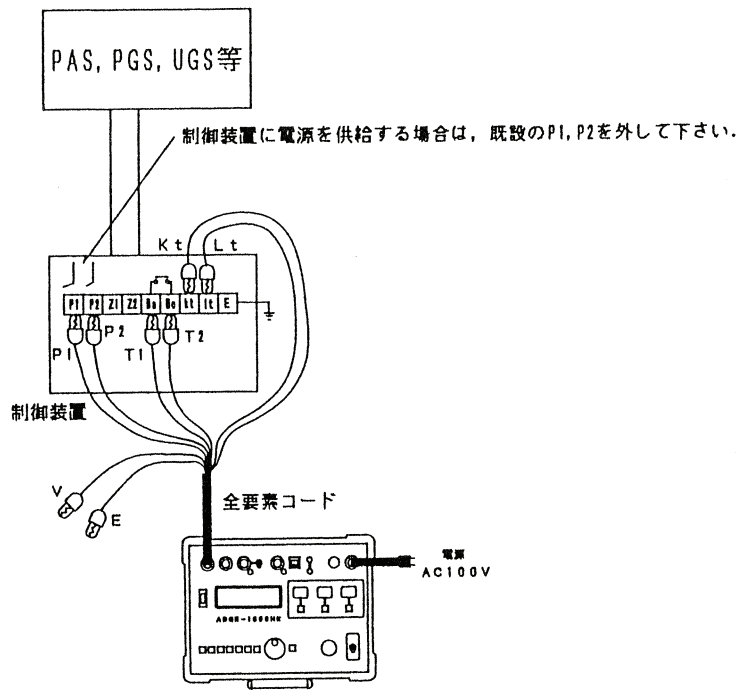 PAS, PGS, UGS等
制御装置に電源を供給する場合は, 既設のP1, P2を外して下さい.
Kt Lt
P1 P2 Z1 Z2 kt lt E
P1 P2 T1 T2
制御装置
V
E
全要素コード
電源
AC100V